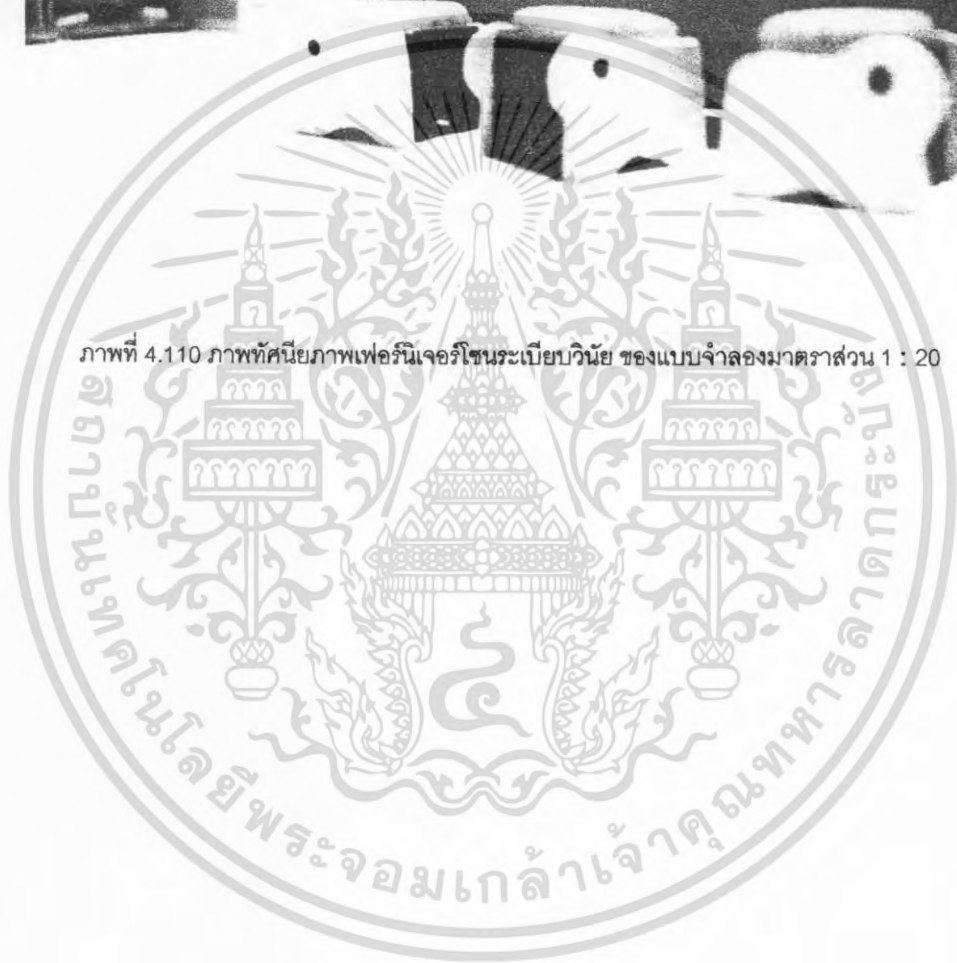 ภาพที่ 4.110 ภาพทัศนียภาพเฟอร์นิเจอร์โซนระเบียบวินัย ของแบบจำลองมาตราส่วน 1 : 20
สถาบันเทคโนโลยีพระจอมเกล้าเจ้าคุณทหารลาดกระบัง